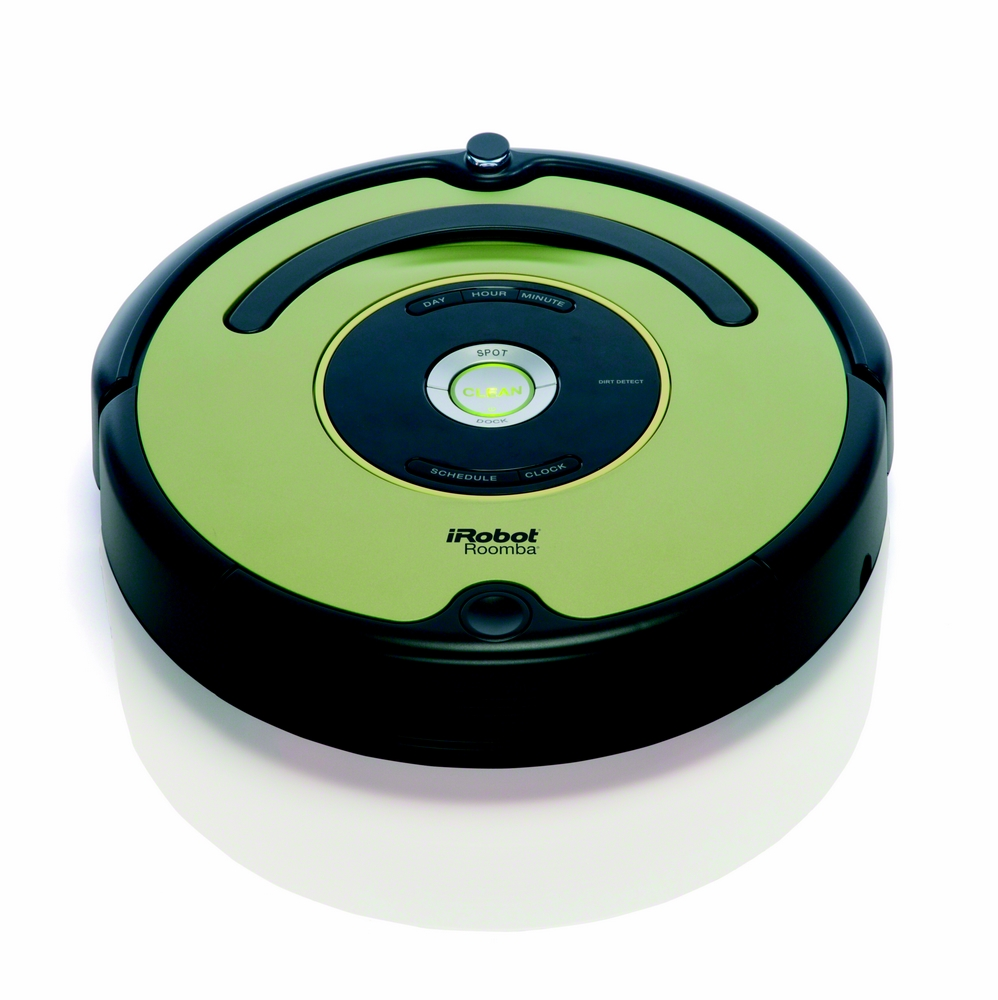 DAY HOUR MINUTE
SPOT
CLEAN
DIRT DETECT
DOCK
SCHEDULE CLOCK
iRobot
Roomba